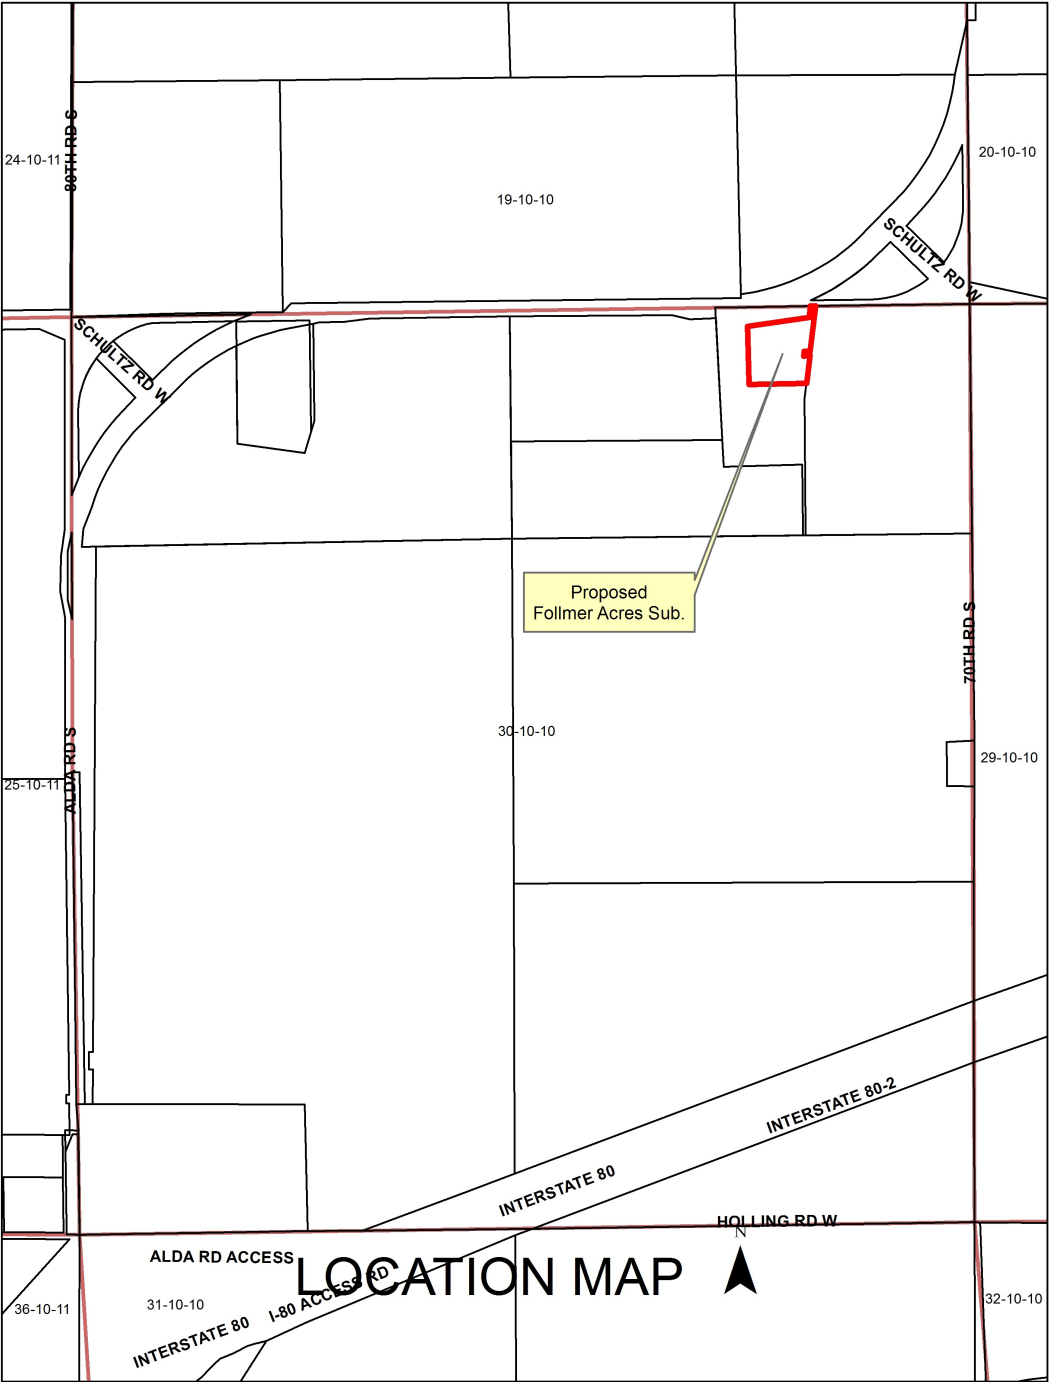 80TH RD S
24-10-11
19-10-10
20-10-10
SCHULTZ RD W
SCHULTZ RD W
Proposed
Follmer Acres Sub.
70TH RD S
30-10-10
ALDA RD S
25-10-11
29-10-10
INTERSTATE 80-2
INTERSTATE 80
HOLLING RD W
N
ALDA RD ACCESS
LOCATION MAP
I-80 ACCESS RD
31-10-10
36-10-11
32-10-10
INTERSTATE 80